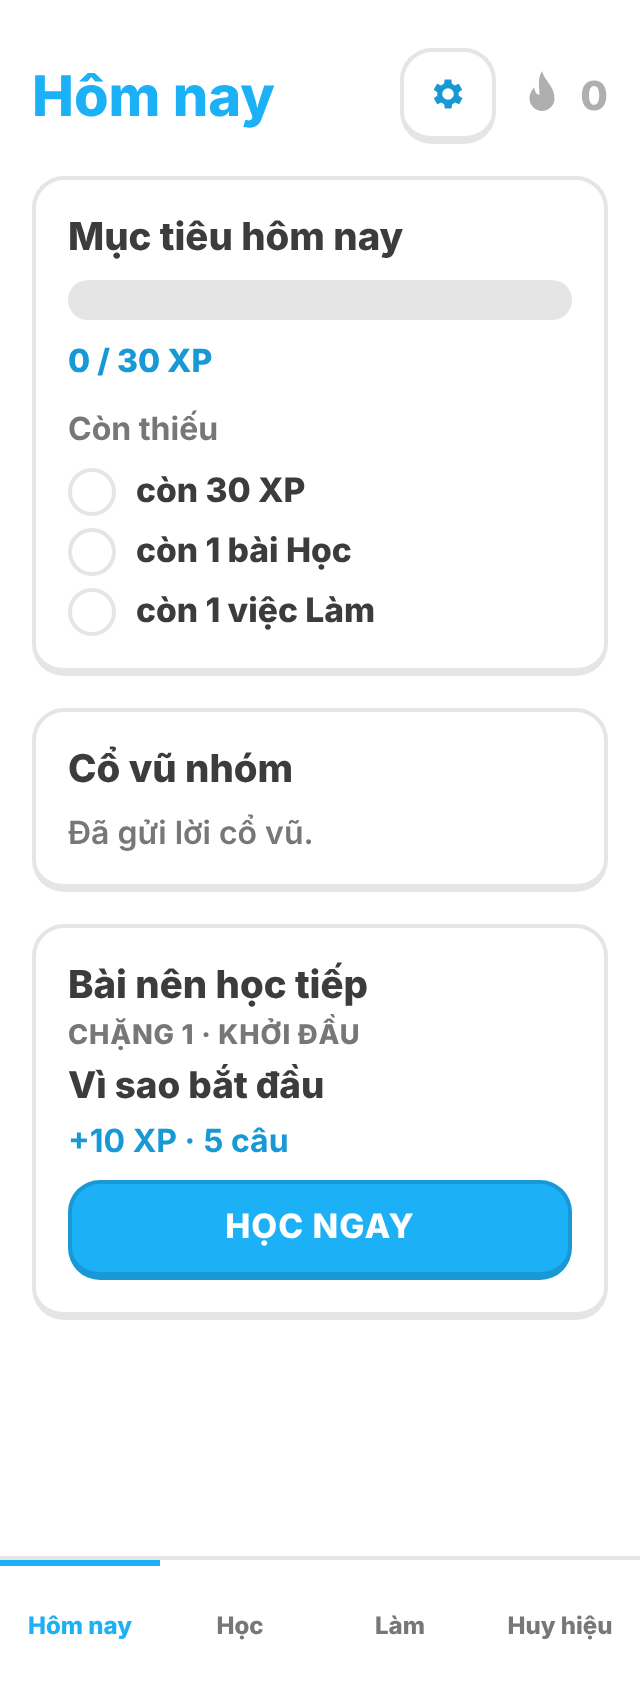 Hôm nay
0
Mục tiêu hôm nay
0 / 30 XP
Còn thiếu
còn 30 XP
còn 1 bài Học
còn 1 việc Làm
Cổ vũ nhóm
Đã gửi lời cổ vũ.
Bài nên học tiếp
CHẶNG 1 · KHỞI ĐẦU
Vì sao bắt đầu
+10 XP · 5 câu
HỌC NGAY
Hôm nay
Học
Làm
Huy hiệu